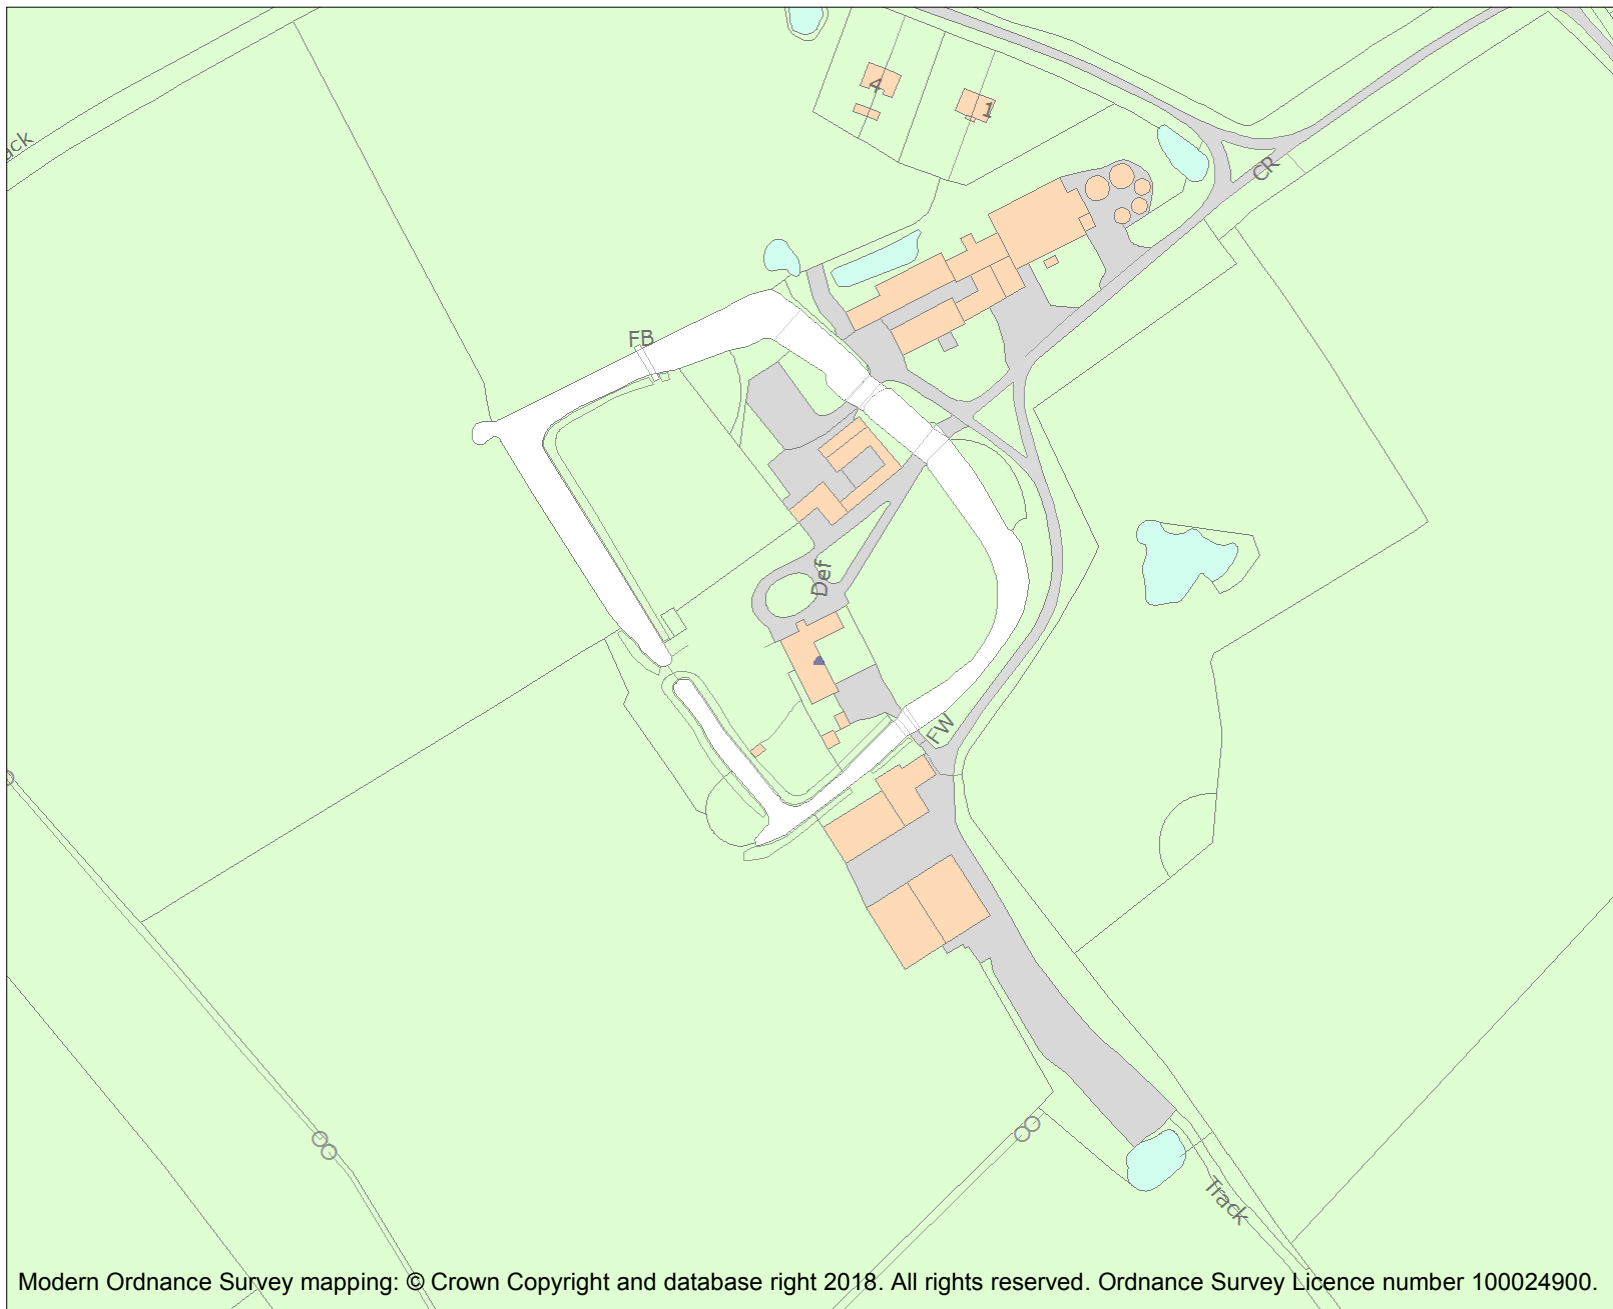 4
1
ack
CR
FB
Def
FW
Track
Modern Ordnance Survey mapping: © Crown Copyright and database right 2018. All rights reserved. Ordnance Survey Licence number 100024900.